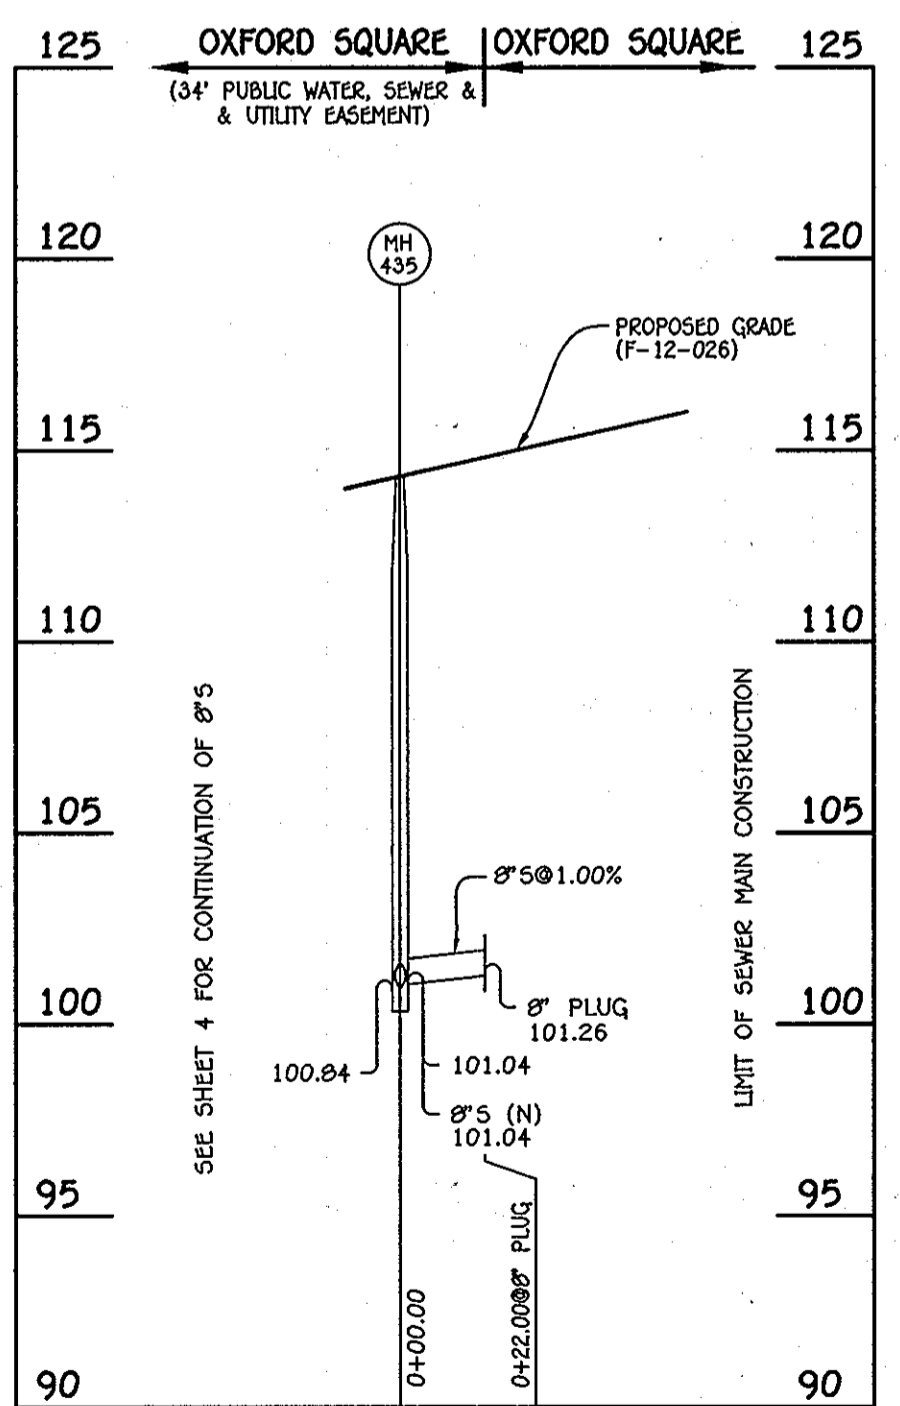 125
OXFORD SQUARE
OXFORD SQUARE
125
(34' PUBLIC WATER, SEWER &
& UTILITY EASEMENT)
120
MH
435
120
PROPOSED GRADE
(F-12-026)
115
115
110
110
SEE SHEET 4 FOR CONTINUATION OF 8"S
LIMIT OF SEWER MAIN CONSTRUCTION
105
105
8"S@1.00%
100
100
8" PLUG
101.26
100.84
101.04
8"S (N)
101.04
95
95
0+00.00
0+22.00@8" PLUG
90
90